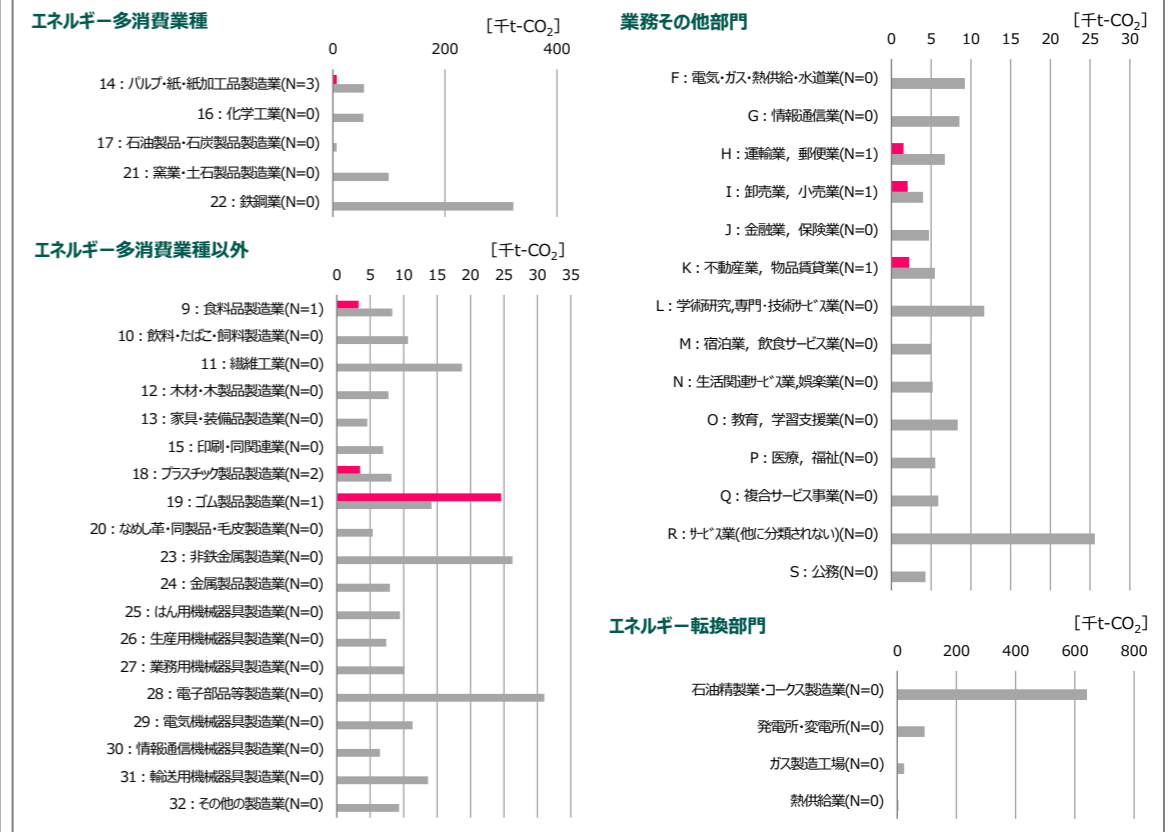 エネルギー多消費業種
[千t-CO₂]
0 200 400
14：パルプ・紙・紙加工品製造業(N=3)
16：化学工業(N=0)
17：石油製品・石炭製品製造業(N=0)
21：窯業・土石製品製造業(N=0)
22：鉄鋼業(N=0)
エネルギー多消費業種以外
[千t-CO₂]
0 5 10 15 20 25 30 35
9：食料品製造業(N=1)
10：飲料・たばこ・飼料製造業(N=0)
11：繊維工業(N=0)
12：木材・木製品製造業(N=0)
13：家具・装備品製造業(N=0)
15：印刷・同関連業(N=0)
18：プラスチック製品製造業(N=2)
19：ゴム製品製造業(N=1)
20：なめし革・同製品・毛皮製造業(N=0)
23：非鉄金属製造業(N=0)
24：金属製品製造業(N=0)
25：はん用機械器具製造業(N=0)
26：生産用機械器具製造業(N=0)
27：業務用機械器具製造業(N=0)
28：電子部品等製造業(N=0)
29：電気機械器具製造業(N=0)
30：情報通信機械器具製造業(N=0)
31：輸送用機械器具製造業(N=0)
32：その他の製造業(N=0)
業務その他部門
[千t-CO₂]
0 5 10 15 20 25 30
F：電気・ガス・熱供給・水道業(N=0)
G：情報通信業(N=0)
H：運輸業，郵便業(N=1)
I：卸売業，小売業(N=1)
J：金融業，保険業(N=0)
K：不動産業，物品賃貸業(N=1)
L：学術研究,専門・技術サービス業(N=0)
M：宿泊業，飲食サービス業(N=0)
N：生活関連サービス業,娯楽業(N=0)
O：教育，学習支援業(N=0)
P：医療，福祉(N=0)
Q：複合サービス事業(N=0)
R：サービス業(他に分類されない)(N=0)
S：公務(N=0)
エネルギー転換部門
[千t-CO₂]
0 200 400 600 800
石油精製業・コークス製造業(N=0)
発電所・変電所(N=0)
ガス製造工場(N=0)
熱供給業(N=0)